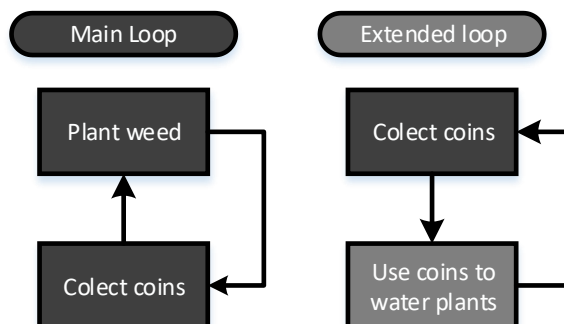 Main Loop
Extended loop
Plant weed
Colect coins
Colect coins
Use coins to
water plants